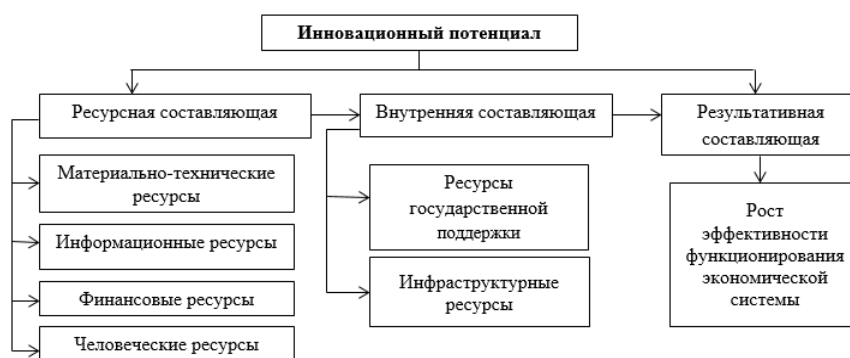 Инновационный потенциал
Ресурсная составляющая
Внутренняя составляющая
Результативная
составляющая
Материально-технические
ресурсы
Информационные ресурсы
Финансовые ресурсы
Человеческие ресурсы
Ресурсы
государственной
поддержки
Инфраструктурные
ресурсы
Рост
эффективности
функционирования
экономической
системы